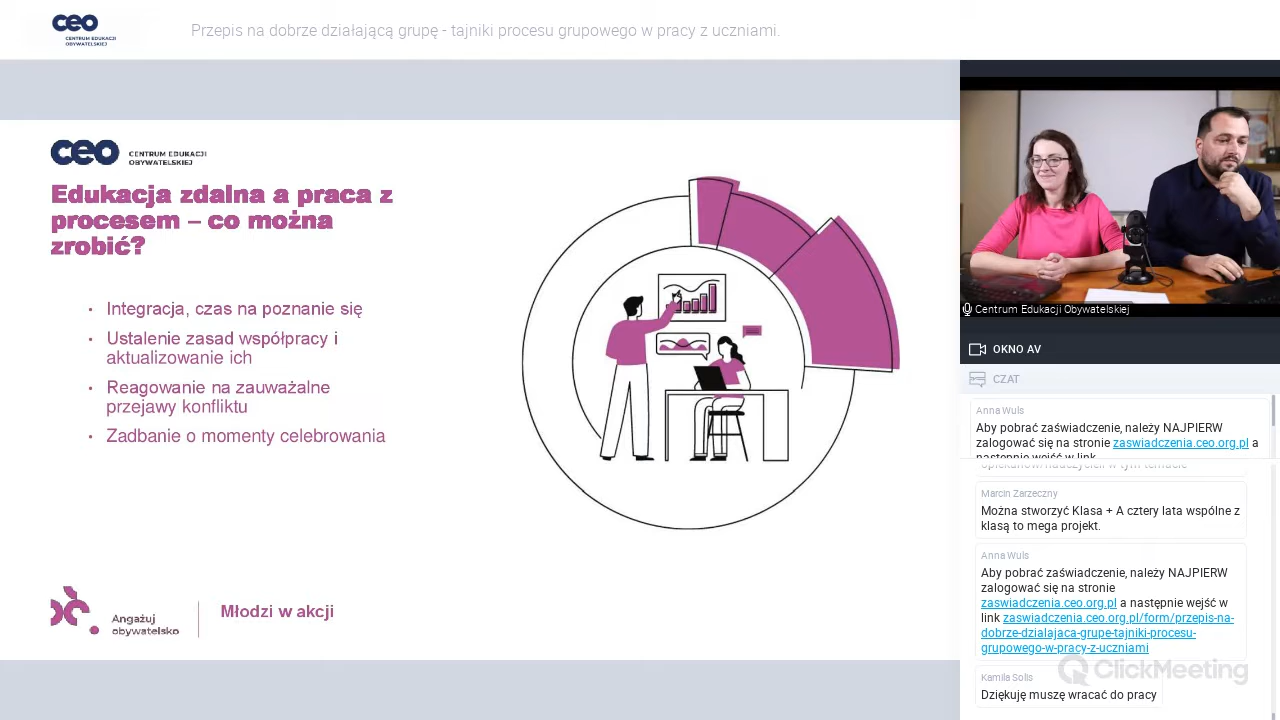 ceo
CENTRUM EDUKACJI
OBYWATELSKIEJ
Przepis na dobrze działającą grupę - tajniki procesu grupowego w pracy z uczniami.
ceo
CENTRUM EDUKACJI
OBYWATELSKIEJ
Edukacja zdalna a praca z
procesem – co można
zrobić?
• Integracja, czas na poznanie się
• Ustalenie zasad współpracy i
aktualizowanie ich
• Reagowanie na zauważalne
przejawy konfliktu
• Zadbanie o momenty celebrowania
Angażuj
obywatelsko
Młodzi w akcji
Centrum Edukacji Obywatelskiej
OKNO AV
CZAT
Anna Wuls
Aby pobrać zaświadczenie, należy NAJPIERW
zalogować się na stronie zaswiadczenia.ceo.org.pl a
następnie wejść w link
Marcin Zarzeczny
Można stworzyć Klasa + A cztery lata wspólne z
klasą to mega projekt.
Anna Wuls
Aby pobrać zaświadczenie, należy NAJPIERW
zalogować się na stronie
zaswiadczenia.ceo.org.pl a następnie wejść w
link zaswiadczenia.ceo.org.pl/form/przepis-na-
dobrze-dzialajaca-grupe-tajniki-procesu-
grupowego-w-pracy-z-uczniami
ClickMeeting
Kamila Solis
Dziękuję muszę wracać do pracy